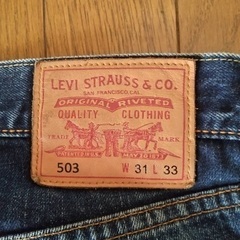 LEVI STRAUSS & CO.
SAN FRANCISCO, CAL.
ORIGINAL RIVETED
QUALITY CLOTHING
TRADE MARK
503 W 31 L 33